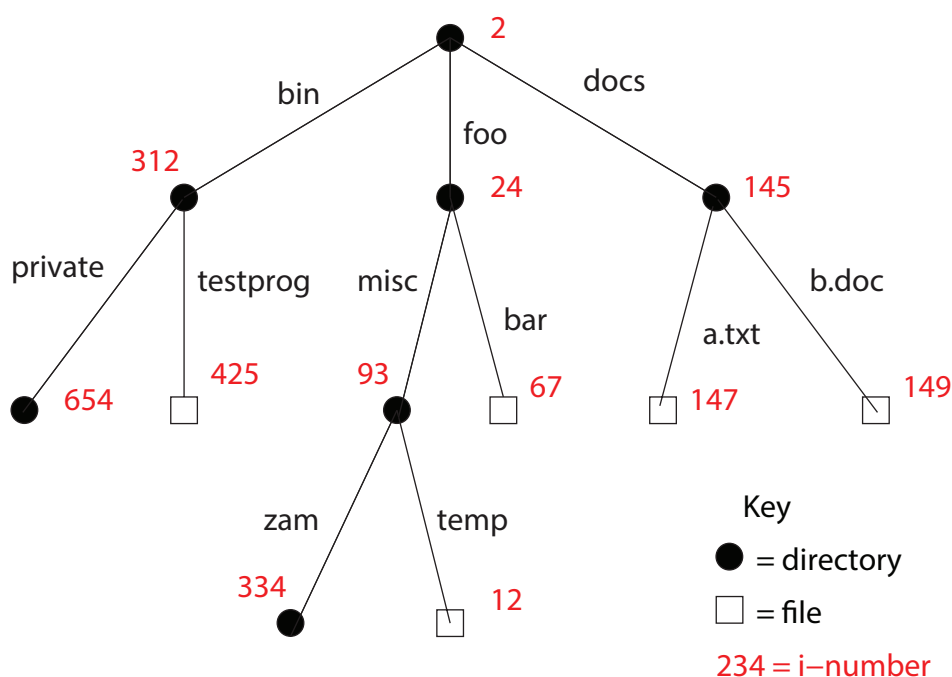 2
bin
docs
foo
312
24
145
private
testprog
misc
bar
a.txt
b.doc
654
425
93
67
147
149
zam
temp
334
12
Key
= directory
= file
234 = i−number